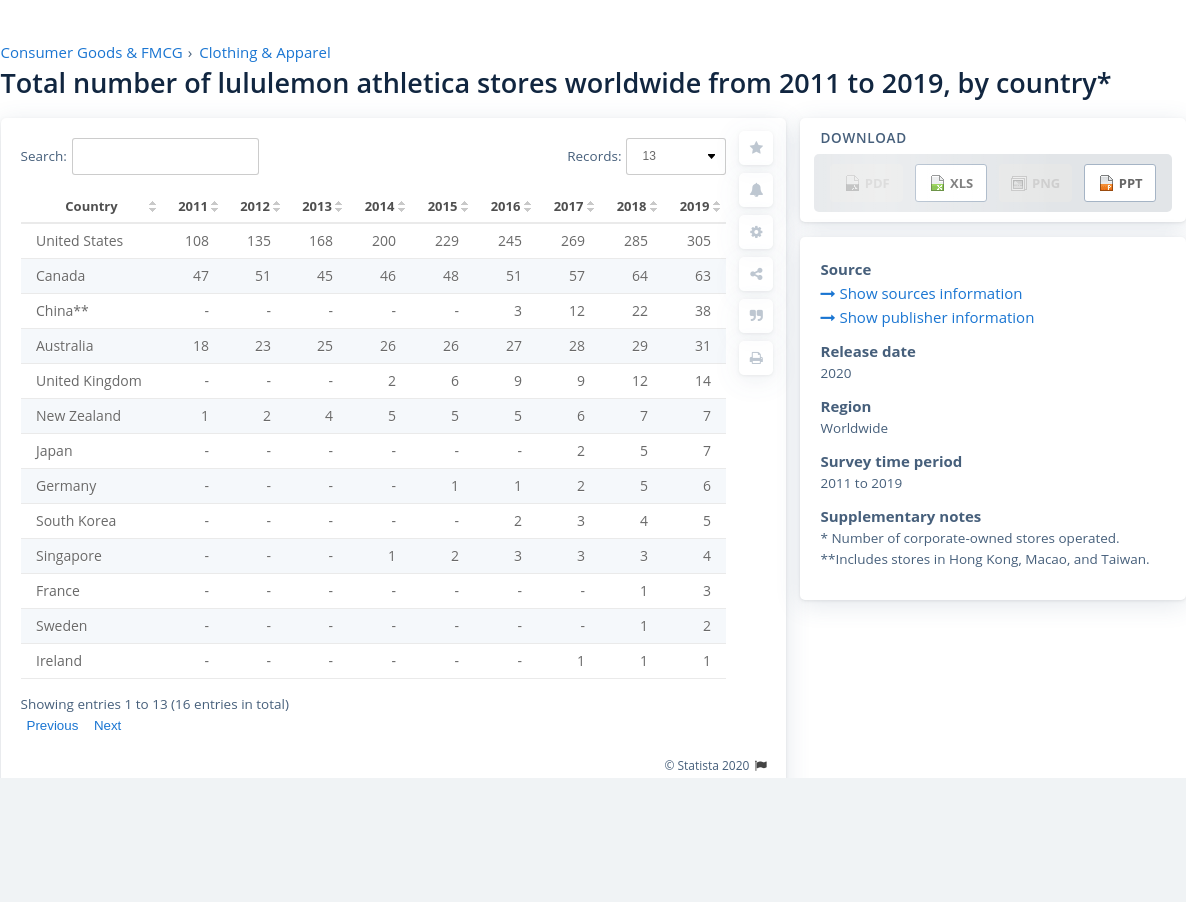 Consumer Goods & FMCG › Clothing & Apparel
Total number of lululemon athletica stores worldwide from 2011 to 2019, by country*
Search:
Records: 13
Country 2011 2012 2013 2014 2015 2016 2017 2018 2019
United States 108 135 168 200 229 245 269 285 305
Canada 47 51 45 46 48 51 57 64 63
China** - - - - - 3 12 22 38
Australia 18 23 25 26 26 27 28 29 31
United Kingdom - - - 2 6 9 9 12 14
New Zealand 1 2 4 5 5 5 6 7 7
Japan - - - - - - 2 5 7
Germany - - - - 1 1 2 5 6
South Korea - - - - - 2 3 4 5
Singapore - - - 1 2 3 3 3 4
France - - - - - - - 1 3
Sweden - - - - - - - 1 2
Ireland - - - - - - 1 1 1
Showing entries 1 to 13 (16 entries in total)
Previous Next
© Statista 2020
DOWNLOAD
PDF XLS PNG PPT
Source
Show sources information
Show publisher information
Release date
2020
Region
Worldwide
Survey time period
2011 to 2019
Supplementary notes
* Number of corporate-owned stores operated.
**Includes stores in Hong Kong, Macao, and Taiwan.